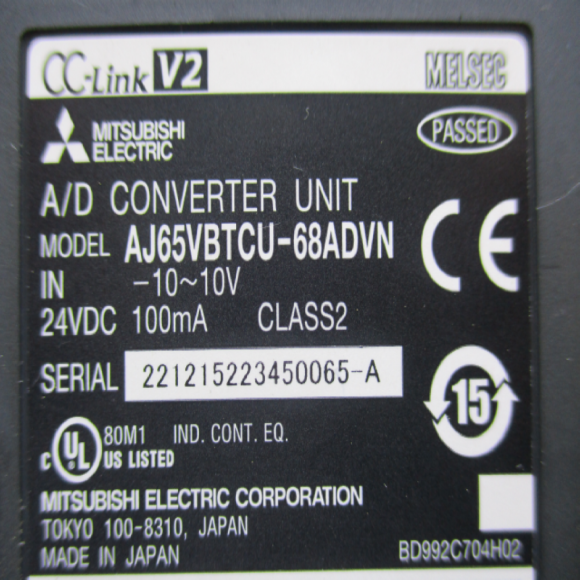 CC-Link V2 MELSEC
MITSUBISHI
ELECTRIC
PASSED
A/D CONVERTER UNIT
MODEL AJ65VBTCU-68ADVN
CE
IN -10~10V
24VDC 100mA CLASS2
SERIAL 221215223450065-A
15
c UL 80M1 IND. CONT. EQ.
US LISTED
MITSUBISHI ELECTRIC CORPORATION
TOKYO 100-8310, JAPAN
MADE IN JAPAN BD992C704H02